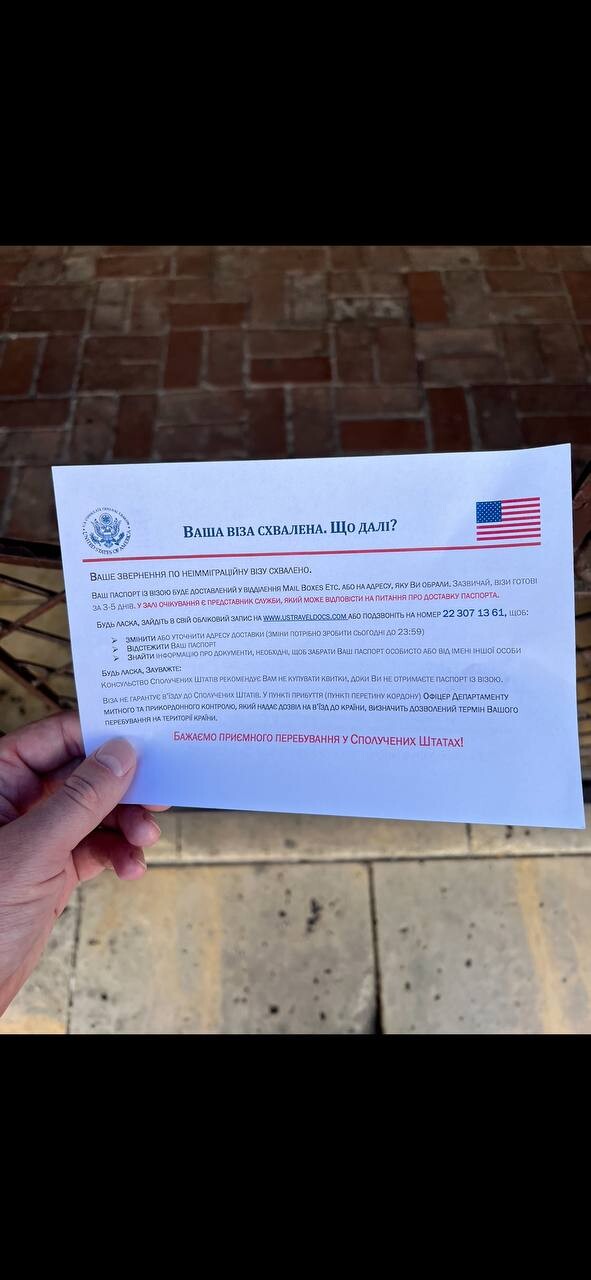 ВАША ВІЗА СХВАЛЕНА. ЩО ДАЛІ?
ВАШЕ ЗВЕРНЕННЯ ПО НЕІММІГРАЦІЙНУ ВІЗУ СХВАЛЕНО.
ВАШ ПАСПОРТ ІЗ ВІЗОЮ БУДЕ ДОСТАВЛЕНИЙ У ВІДДІЛЕННЯ MAIL BOXES ETC. АБО НА АДРЕСУ, ЯКУ ВИ ОБРАЛИ. ЗАЗВИЧАЙ, ВІЗИ ГОТОВІ
ЗА 3-5 ДНІВ. У ЗАЛІ ОЧІКУВАННЯ Є ПРЕДСТАВНИК СЛУЖБИ, ЯКИЙ МОЖЕ ВІДПОВІСТИ НА ПИТАННЯ ПРО ДОСТАВКУ ПАСПОРТА.
БУДЬ ЛАСКА, ЗАЙДІТЬ В СВІЙ ОБЛІКОВИЙ ЗАПИС НА WWW.USTRAVELDOCS.COM АБО ПОДЗВОНІТЬ НА НОМЕР 22 307 13 61, ЩОБ:
➢ ЗМІНИТИ АБО УТОЧНИТИ АДРЕСУ ДОСТАВКИ (ЗМІНИ ПОТРІБНО ЗРОБИТИ СЬОГОДНІ ДО 23:59)
➢ ВІДСТЕЖИТИ ВАШ ПАСПОРТ
➢ ЗНАЙТИ ІНФОРМАЦІЮ ПРО ДОКУМЕНТИ, НЕОБХІДНІ, ЩОБ ЗАБРАТИ ВАШ ПАСПОРТ ОСОБИСТО АБО ВІД ІМЕНІ ІНШОЇ ОСОБИ
БУДЬ ЛАСКА, ЗАУВАЖТЕ:
КОНСУЛЬСТВО СПОЛУЧЕНИХ ШТАТІВ РЕКОМЕНДУЄ ВАМ НЕ КУПУВАТИ КВИТКИ, ДОКИ ВИ НЕ ОТРИМАЄТЕ ПАСПОРТ ІЗ ВІЗОЮ.
ВІЗА НЕ ГАРАНТУЄ В'ЇЗДУ ДО СПОЛУЧЕНИХ ШТАТІВ. У ПУНКТІ ПРИБУТТЯ (ПУНКТІ ПЕРЕТИНУ КОРДОНУ) ОФІЦЕР ДЕПАРТАМЕНТУ
МИТНОГО ТА ПРИКОРДОННОГО КОНТРОЛЮ, ЯКИЙ НАДАЄ ДОЗВІЛ НА В'ЇЗД ДО КРАЇНИ, ВИЗНАЧИТЬ ДОЗВОЛЕНИЙ ТЕРМІН ВАШОГО
ПЕРЕБУВАННЯ НА ТЕРИТОРІЇ КРАЇНИ.
БАЖАЄМО ПРИЄМНОГО ПЕРЕБУВАННЯ У СПОЛУЧЕНИХ ШТАТАХ!